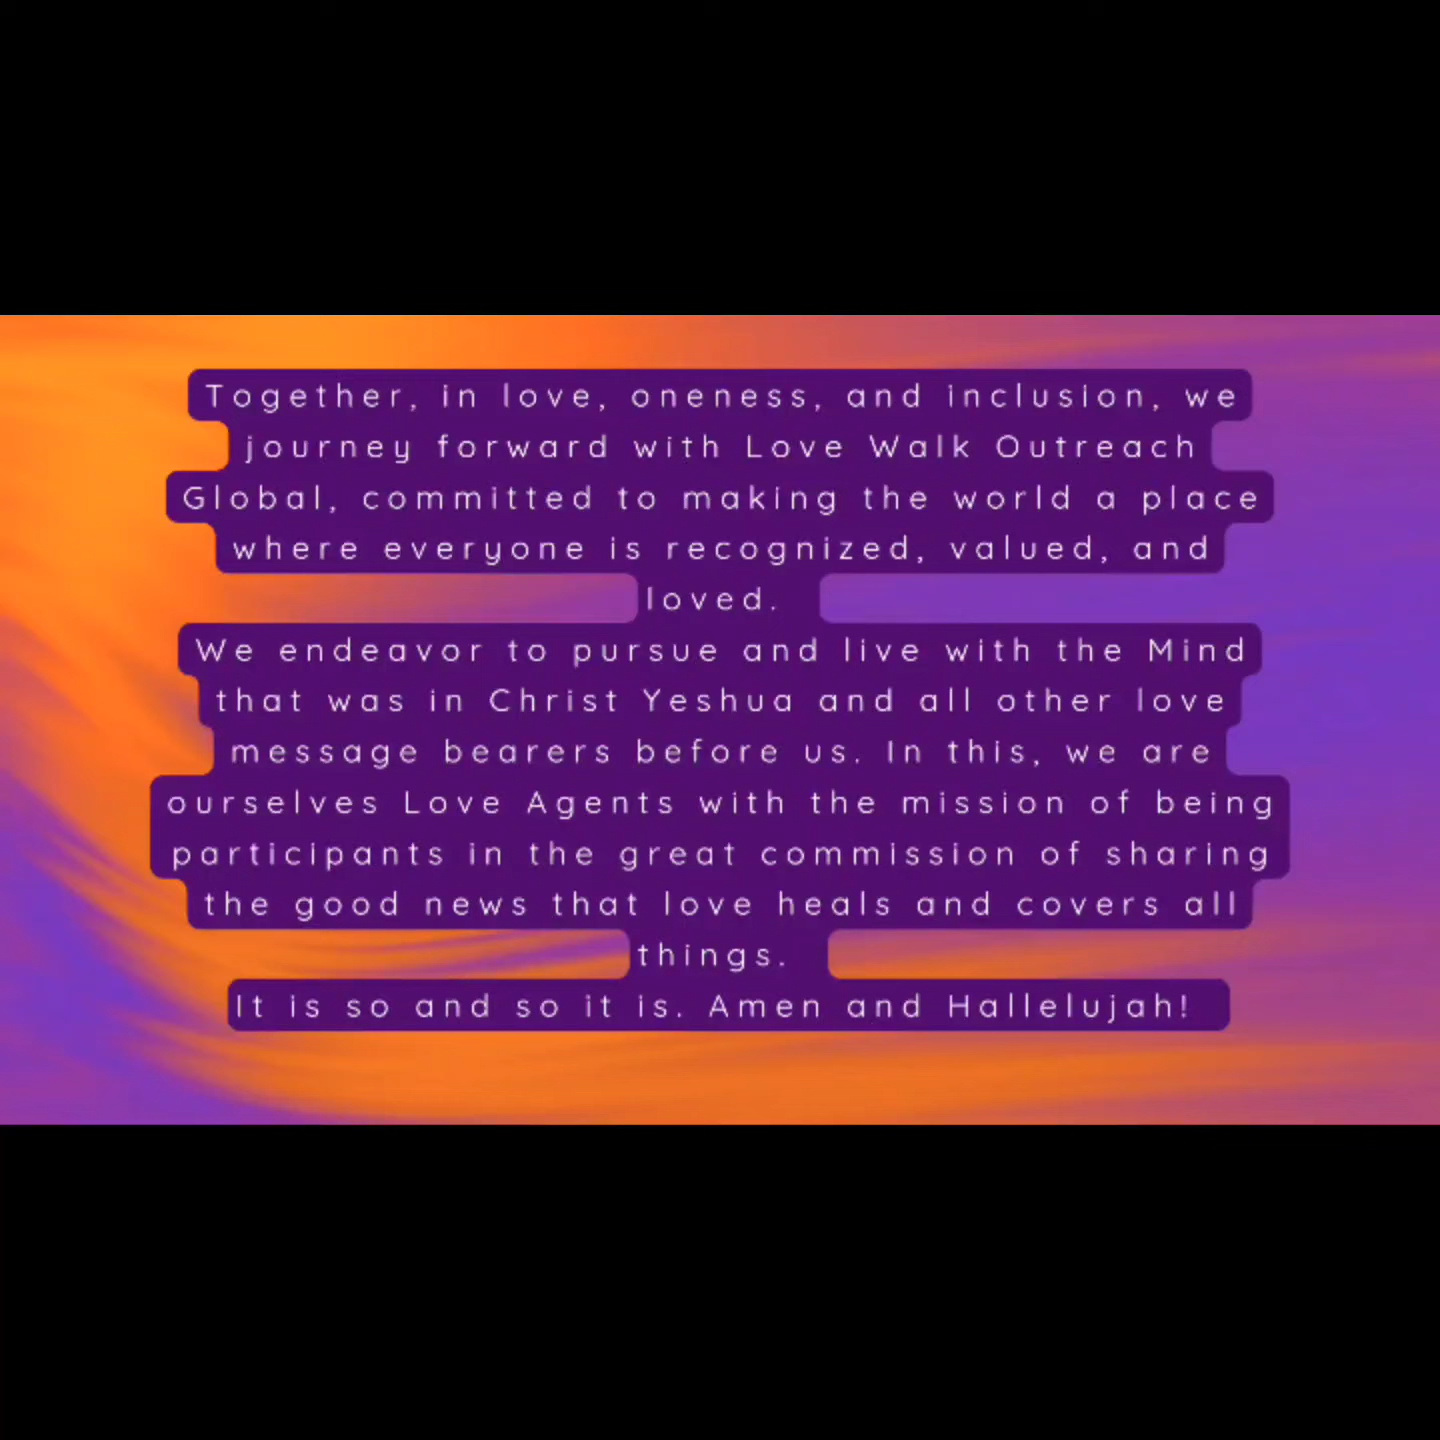 Together, in love, oneness, and inclusion, we
journey forward with Love Walk Outreach
Global, committed to making the world a place
where everyone is recognized, valued, and
loved.
We endeavor to pursue and live with the Mind
that was in Christ Yeshua and all other love
message bearers before us. In this, we are
ourselves Love Agents with the mission of being
participants in the great commission of sharing
the good news that love heals and covers all
things.
It is so and so it is. Amen and Hallelujah!